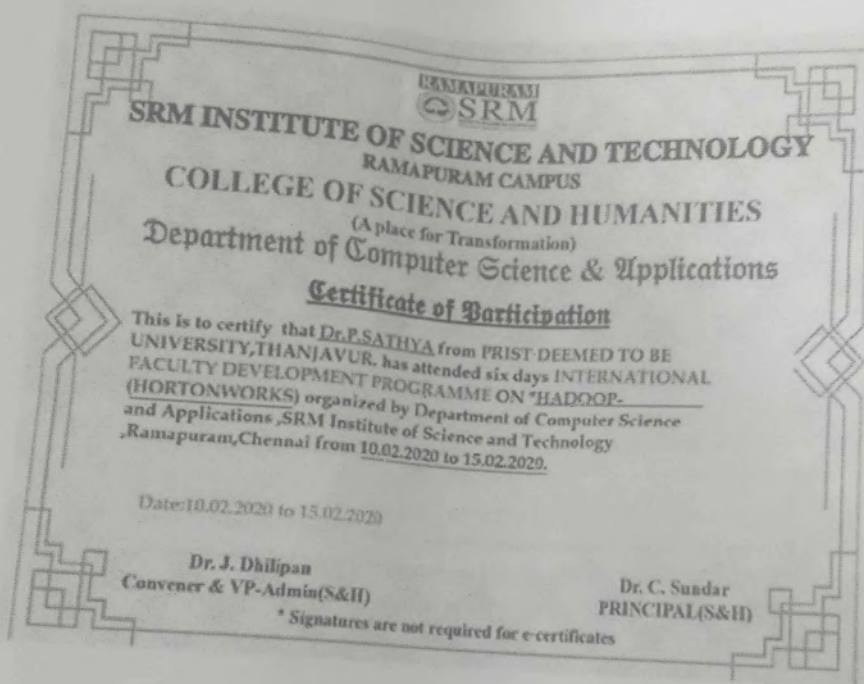 RAMAPURAM
SRM
SRM INSTITUTE OF SCIENCE AND TECHNOLOGY
RAMAPURAM CAMPUS
COLLEGE OF SCIENCE AND HUMANITIES
(A place for Transformation)
Department of Computer Science & Applications
Certificate of Participation
This is to certify that Dr.P.SATHYA from PRIST DEEMED TO BE
UNIVERSITY,THANJAVUR. has attended six days INTERNATIONAL
FACULTY DEVELOPMENT PROGRAMME ON "HADOOP-
(HORTONWORKS) organized by Department of Computer Science
and Applications ,SRM Institute of Science and Technology
,Ramapuram,Chennai from 10.02.2020 to 15.02.2020.
Date:10.02.2020 to 15.02.2020
Dr. J. Dhilipan
Convener & VP-Admin(S&H)
Dr. C. Sundar
PRINCIPAL(S&H)
* Signatures are not required for e-certificates